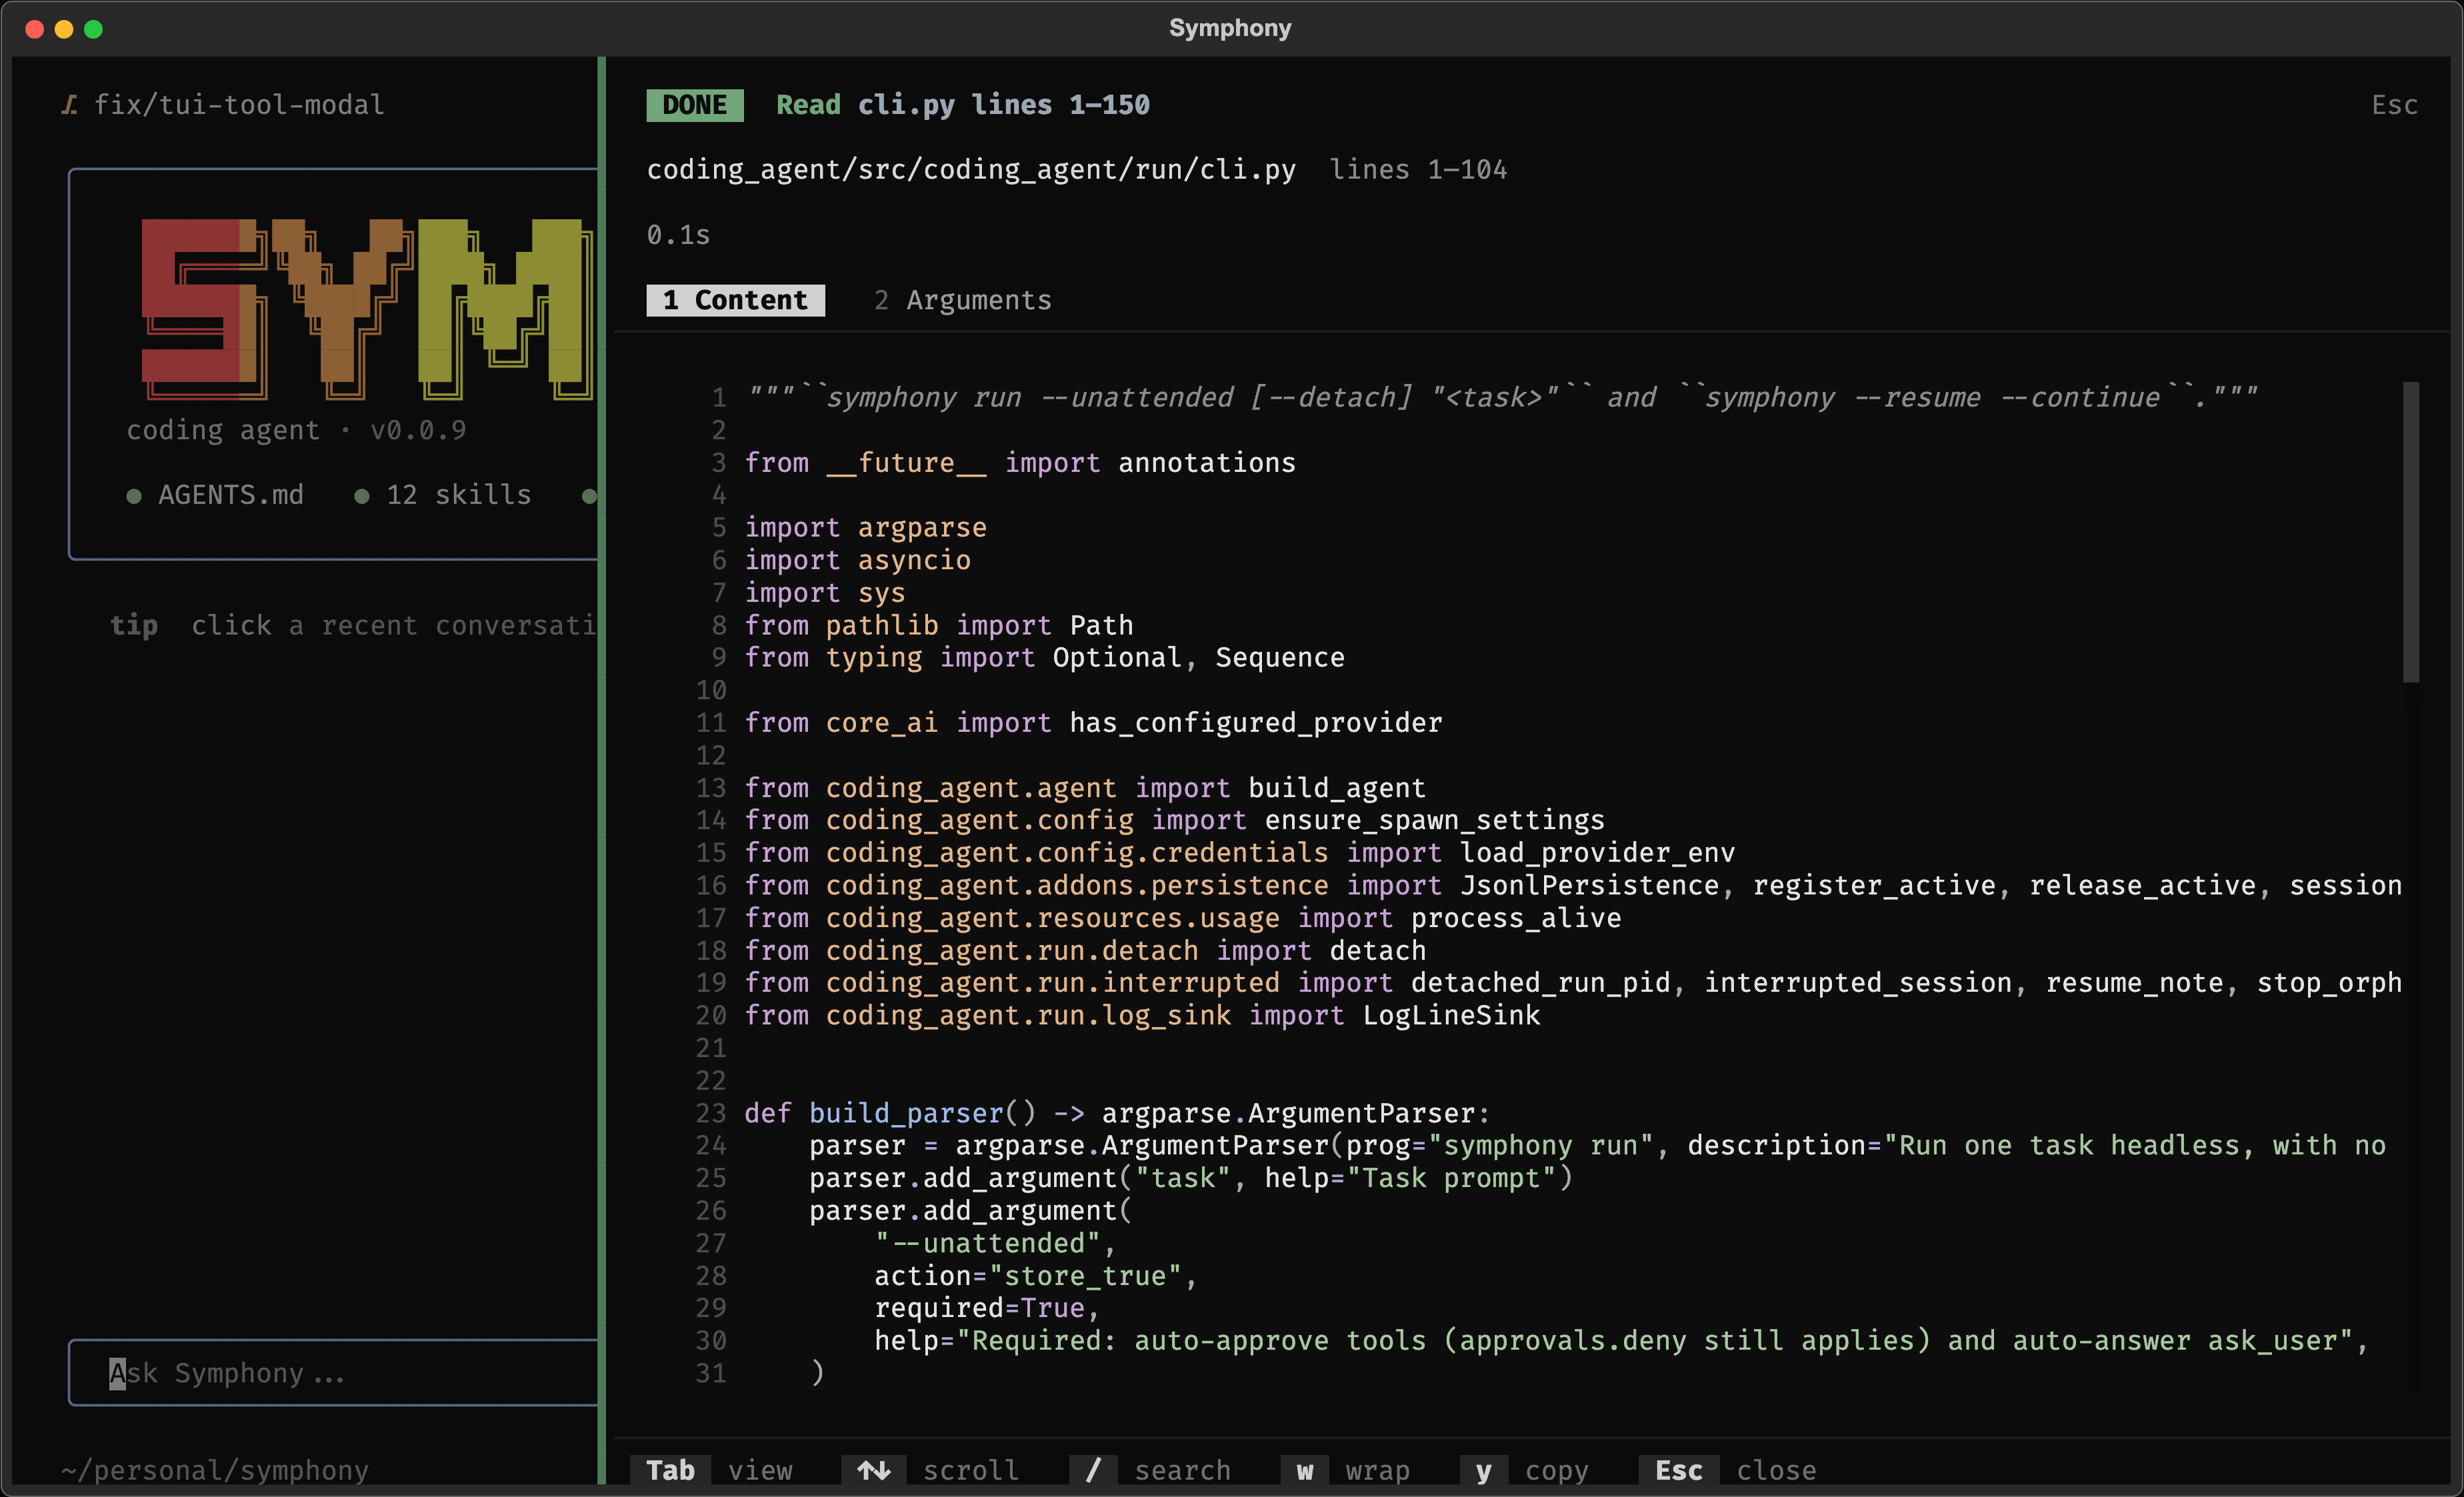 Symphony
fix/tui-tool-modal
SYM
coding agent · v0.0.9
● AGENTS.md ● 12 skills ●
tip click a recent conversati
Ask Symphony...
~/personal/symphony
DONE Read cli.py lines 1–150 Esc
coding_agent/src/coding_agent/run/cli.py lines 1–104
0.1s
1 Content 2 Arguments
1 """``symphony run --unattended [--detach] "<task>"`` and ``symphony --resume --continue``."""
2
3 from __future__ import annotations
4
5 import argparse
6 import asyncio
7 import sys
8 from pathlib import Path
9 from typing import Optional, Sequence
10
11 from core_ai import has_configured_provider
12
13 from coding_agent.agent import build_agent
14 from coding_agent.config import ensure_spawn_settings
15 from coding_agent.config.credentials import load_provider_env
16 from coding_agent.addons.persistence import JsonlPersistence, register_active, release_active, session
17 from coding_agent.resources.usage import process_alive
18 from coding_agent.run.detach import detach
19 from coding_agent.run.interrupted import detached_run_pid, interrupted_session, resume_note, stop_orph
20 from coding_agent.run.log_sink import LogLineSink
21
22
23 def build_parser() -> argparse.ArgumentParser:
24     parser = argparse.ArgumentParser(prog="symphony run", description="Run one task headless, with no
25     parser.add_argument("task", help="Task prompt")
26     parser.add_argument(
27         "--unattended",
28         action="store_true",
29         required=True,
30         help="Required: auto-approve tools (approvals.deny still applies) and auto-answer ask_user",
31     )
Tab view ↑↓ scroll / search w wrap y copy Esc close